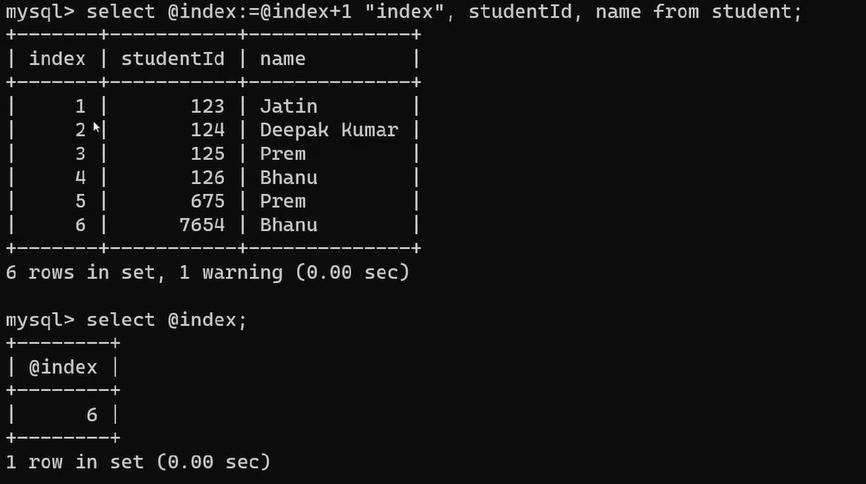 mysql> select @index:=@index+1 "index", studentId, name from student;
+-------+-----------+--------------+
| index | studentId | name         |
+-------+-----------+--------------+
|     1 |       123 | Jatin        |
|     2 |       124 | Deepak Kumar |
|     3 |       125 | Prem         |
|     4 |       126 | Bhanu        |
|     5 |       675 | Prem         |
|     6 |      7654 | Bhanu        |
+-------+-----------+--------------+
6 rows in set, 1 warning (0.00 sec)
mysql> select @index;
+--------+
| @index |
+--------+
|      6 |
+--------+
1 row in set (0.00 sec)